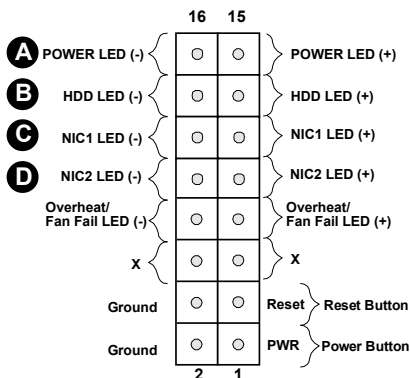 16 15
A POWER LED (-) POWER LED (+)
B HDD LED (-) HDD LED (+)
C NIC1 LED (-) NIC1 LED (+)
D NIC2 LED (-) NIC2 LED (+)
Overheat/ Overheat/
Fan Fail LED (-) Fan Fail LED (+)
X X
Ground Reset Reset Button
Ground PWR Power Button
2 1